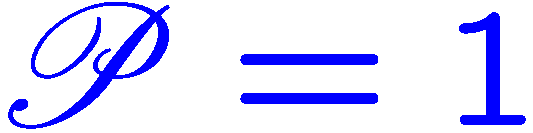 𝒫 = 1